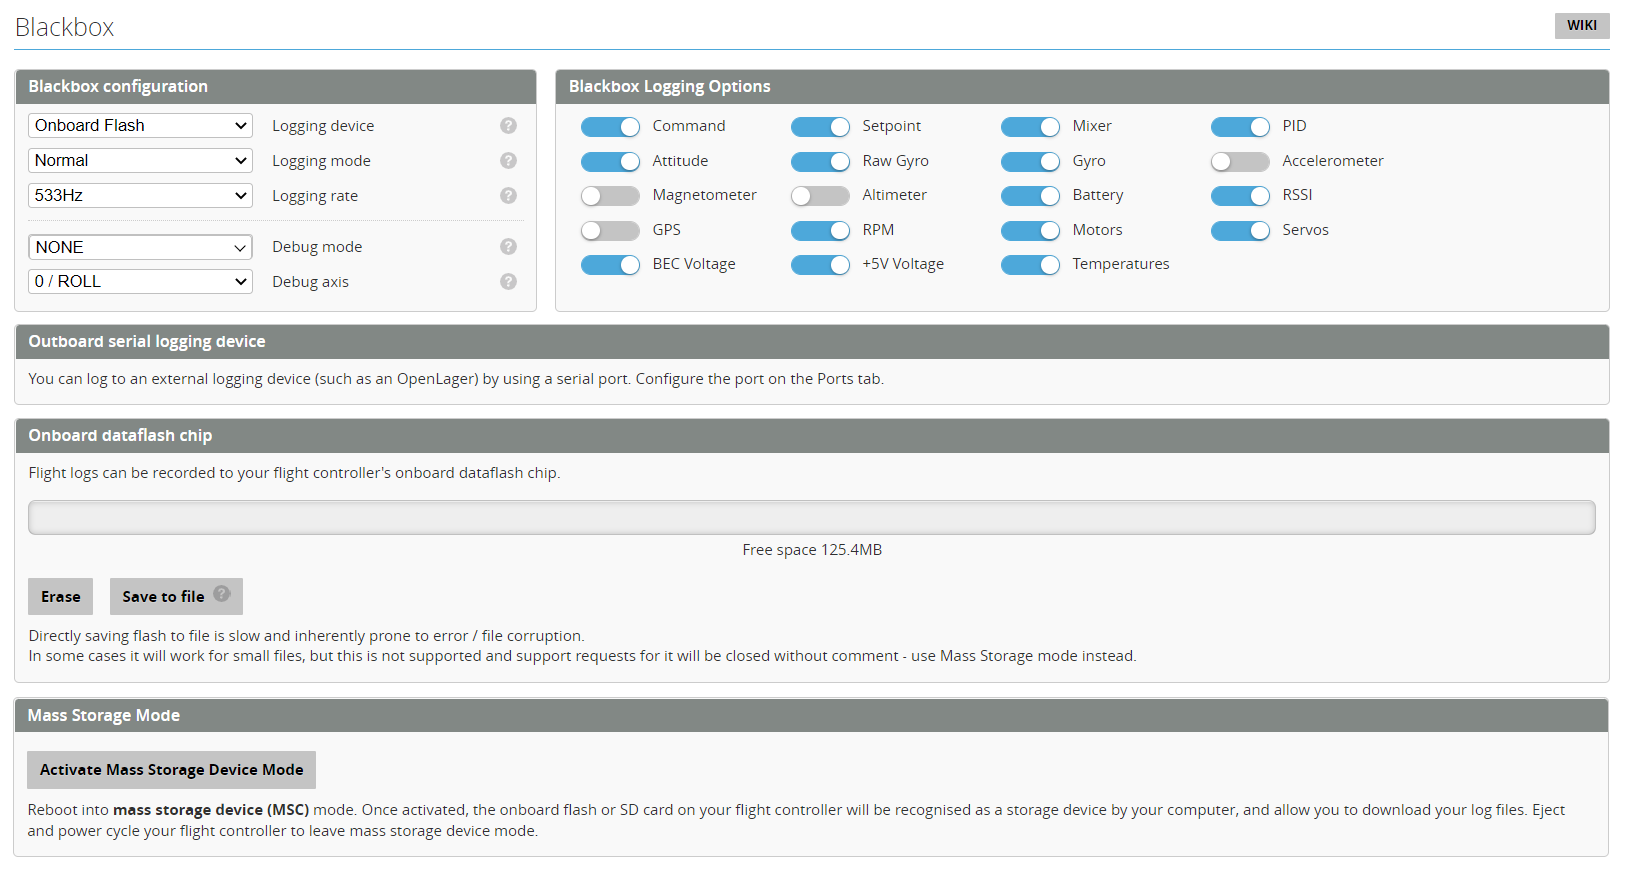 Blackbox
WIKI
Blackbox configuration
Onboard Flash Logging device ?
Normal Logging mode ?
533Hz Logging rate ?
NONE Debug mode ?
0 / ROLL Debug axis ?
Blackbox Logging Options
Command Setpoint Mixer PID
Attitude Raw Gyro Gyro Accelerometer
Magnetometer Altimeter Battery RSSI
GPS RPM Motors Servos
BEC Voltage +5V Voltage Temperatures
Outboard serial logging device
You can log to an external logging device (such as an OpenLager) by using a serial port. Configure the port on the Ports tab.
Onboard dataflash chip
Flight logs can be recorded to your flight controller's onboard dataflash chip.
Free space 125.4MB
Erase Save to file ?
Directly saving flash to file is slow and inherently prone to error / file corruption.
In some cases it will work for small files, but this is not supported and support requests for it will be closed without comment - use Mass Storage mode instead.
Mass Storage Mode
Activate Mass Storage Device Mode
Reboot into mass storage device (MSC) mode. Once activated, the onboard flash or SD card on your flight controller will be recognised as a storage device by your computer, and allow you to download your log files. Eject
and power cycle your flight controller to leave mass storage device mode.